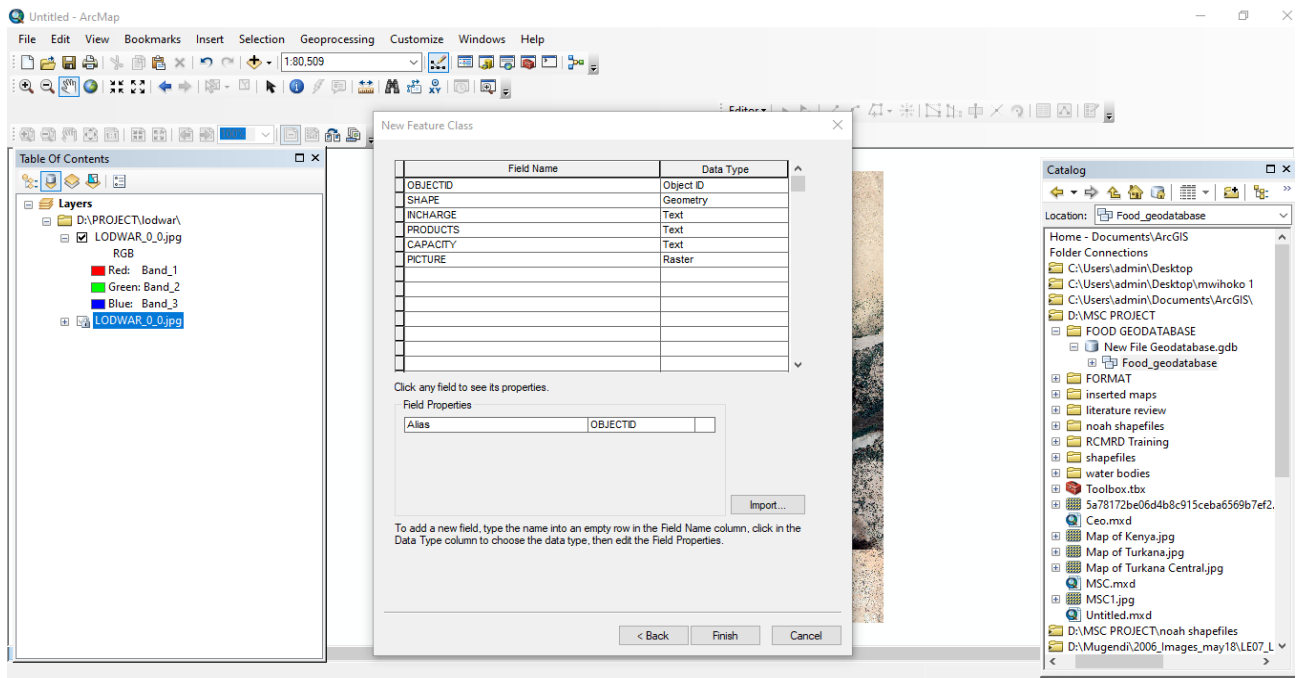 Untitled - ArcMap
File Edit View Bookmarks Insert Selection Geoprocessing Customize Windows Help
1:80,509
New Feature Class
Table Of Contents
Layers
D:\PROJECT\lodwar\
LODWAR_0_0.jpg
RGB
Red: Band_1
Green: Band_2
Blue: Band_3
LODWAR_0_0.jpg
Field Name Data Type
OBJECTID Object ID
SHAPE Geometry
INCHARGE Text
PRODUCTS Text
CAPACITY Text
PICTURE Raster
Click any field to see its properties.
Field Properties
Alias OBJECTID
Import...
To add a new field, type the name into an empty row in the Field Name column, click in the
Data Type column to choose the data type, then edit the Field Properties.
< Back Finish Cancel
Catalog
Location: Food_geodatabase
Home - Documents\ArcGIS
Folder Connections
C:\Users\admin\Desktop
C:\Users\admin\Desktop\mwihoko 1
C:\Users\admin\Documents\ArcGIS\
D:\MSC PROJECT
FOOD GEODATABASE
New File Geodatabase.gdb
Food_geodatabase
FORMAT
inserted maps
literature review
noah shapefiles
RCMRD Training
shapefiles
water bodies
Toolbox.tbx
5a78172be06d4b8c915ceba6569b7ef2.
Ceo.mxd
Map of Kenya.jpg
Map of Turkana.jpg
Map of Turkana Central.jpg
MSC.mxd
MSC1.jpg
Untitled.mxd
D:\MSC PROJECT\noah shapefiles
D:\Mugendi\2006_Images_may18\LE07_L